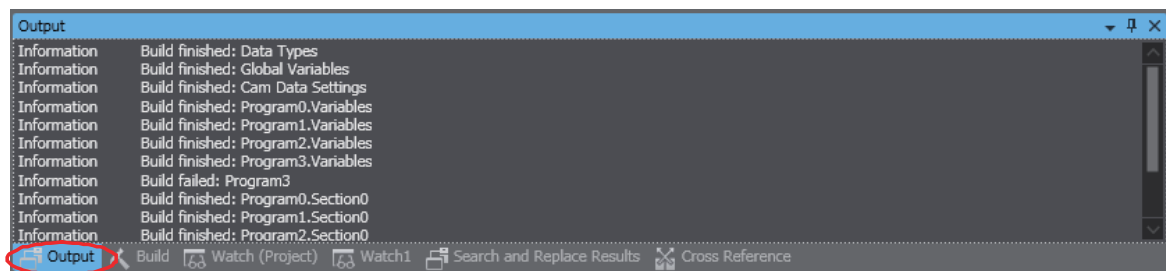 Output
Information Build finished: Data Types
Information Build finished: Global Variables
Information Build finished: Cam Data Settings
Information Build finished: Program0.Variables
Information Build finished: Program1.Variables
Information Build finished: Program2.Variables
Information Build finished: Program3.Variables
Information Build failed: Program3
Information Build finished: Program0.Section0
Information Build finished: Program1.Section0
Information Build finished: Program2.Section0
Output Build Watch (Project) Watch1 Search and Replace Results Cross Reference